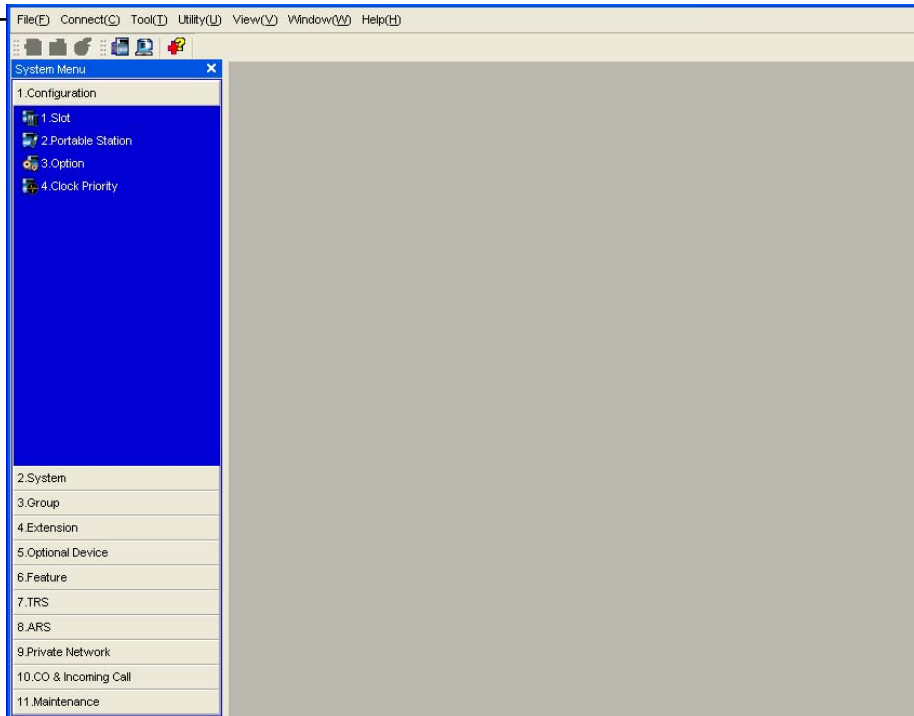 File(F) Connect(C) Tool(T) Utility(U) View(V) Window(W) Help(H)
System Menu
1.Configuration
1.Slot
2.Portable Station
3.Option
4.Clock Priority
2.System
3.Group
4.Extension
5.Optional Device
6.Feature
7.TRS
8.ARS
9.Private Network
10.CO & Incoming Call
11.Maintenance